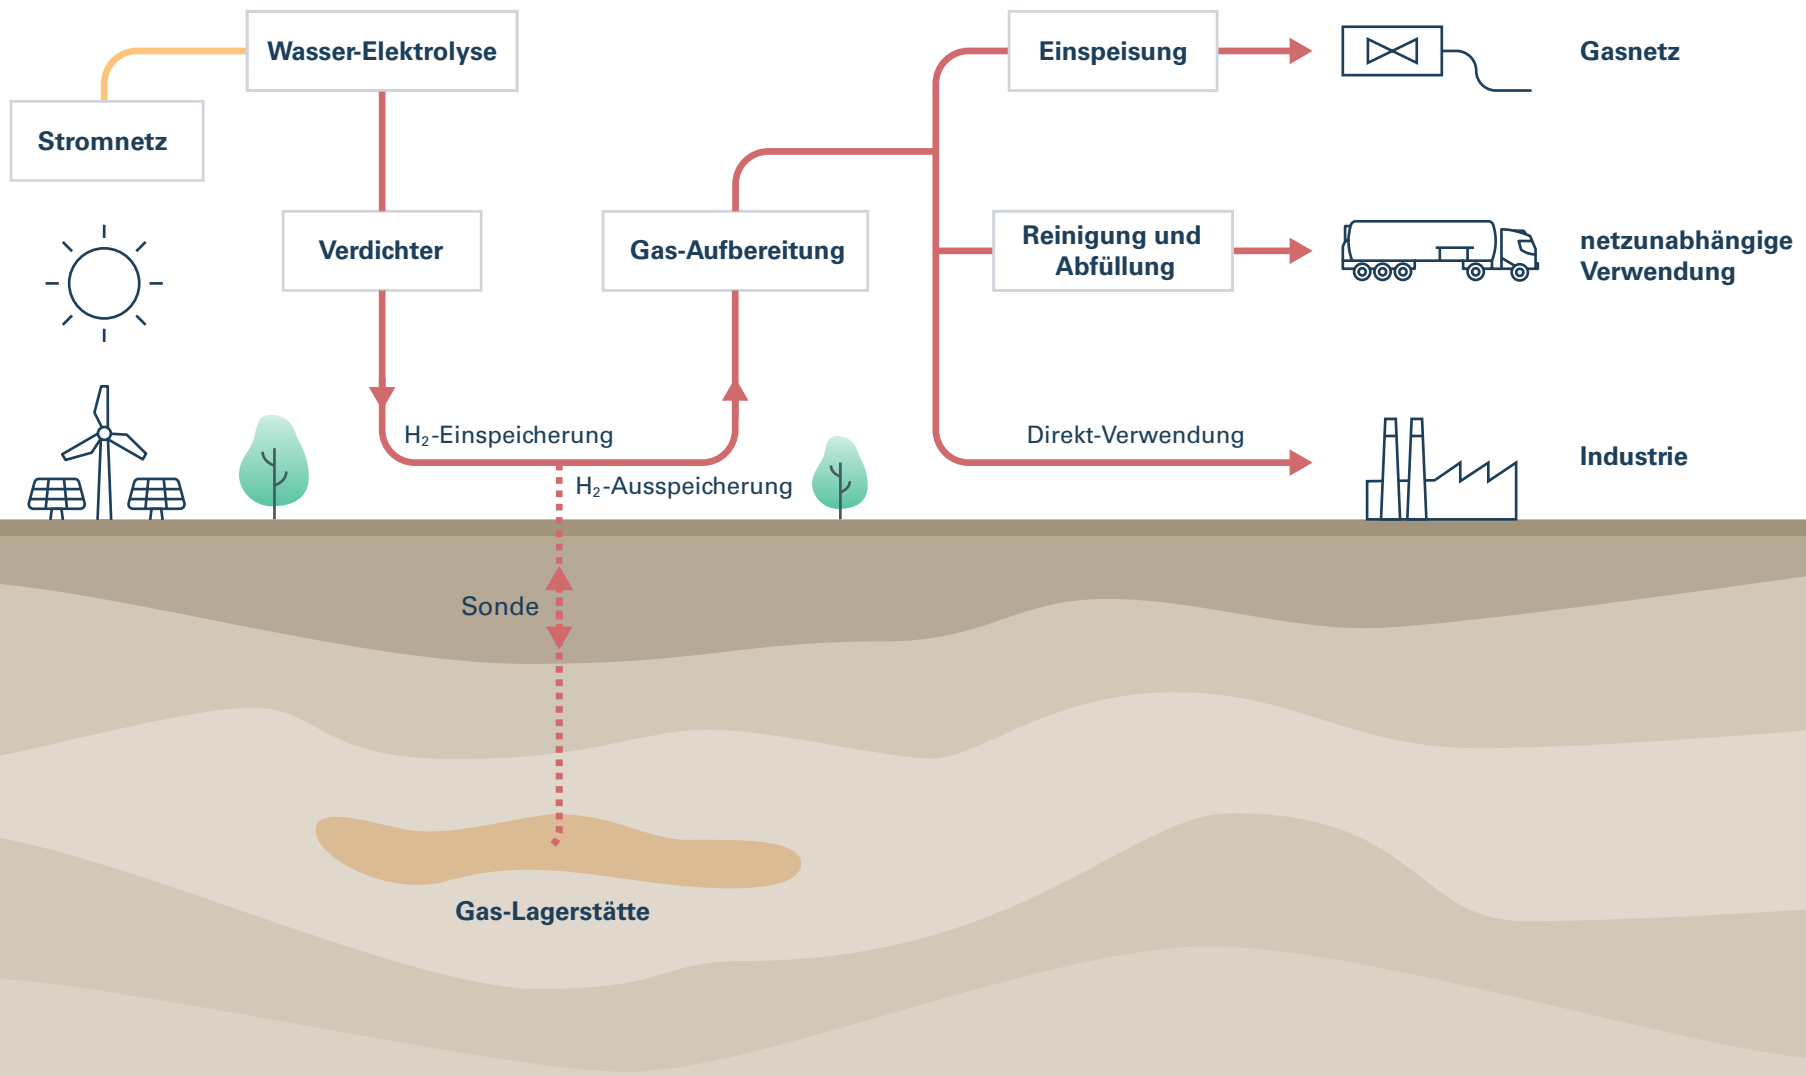 Wasser-Elektrolyse
Einspeisung
Gasnetz
Stromnetz
Verdichter
Gas-Aufbereitung
Reinigung und
Abfüllung
netzunabhängige
Verwendung
H₂-Einspeicherung
Direkt-Verwendung
Industrie
H₂-Ausspeicherung
Sonde
Gas-Lagerstätte